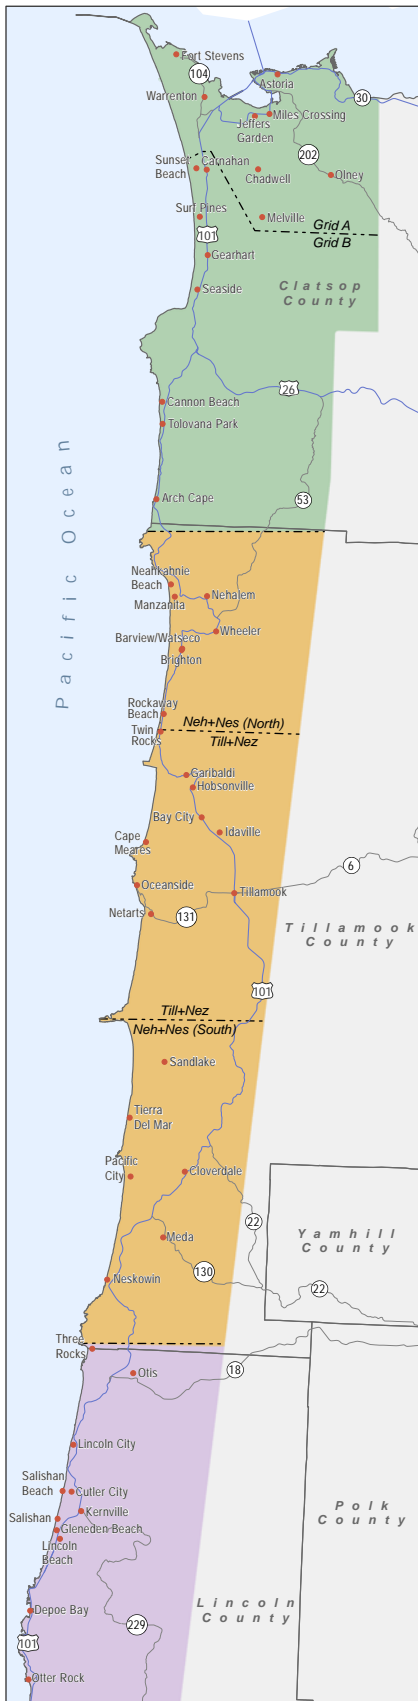 Fort Stevens
104
Astoria
Warrenton
30
Miles Crossing
Jeffers
Garden
202
Sunset
Beach
Carnahan
Chadwell
Olney
Surf Pines
Melville
Grid A
Grid B
101
Gearhart
Clatsop
County
Seaside
26
Cannon Beach
Tolovana Park
Pacific Ocean
53
Arch Cape
Neahkahnie
Beach
Manzanita
Nehalem
Wheeler
Barview/Watseco
Brighton
Rockaway
Beach
Neh+Nes (North)
Till+Nez
Twin
Rocks
Garibaldi
Hobsonville
Bay City
Idaville
Cape
Meares
6
Oceanside
Tillamook
Netarts
131
Tillamook
County
101
Till+Nez
Neh+Nes (South)
Sandlake
Tierra
Del Mar
Pacific
City
Cloverdale
22
Yamhill
County
Meda
130
22
Neskowin
Three
Rocks
Otis
18
Lincoln City
Salishan
Beach
Cutler City
Kernville
Salishan
Gleneden Beach
Lincoln
Beach
Polk
County
Lincoln
County
Depoe Bay
229
101
Otter Rock